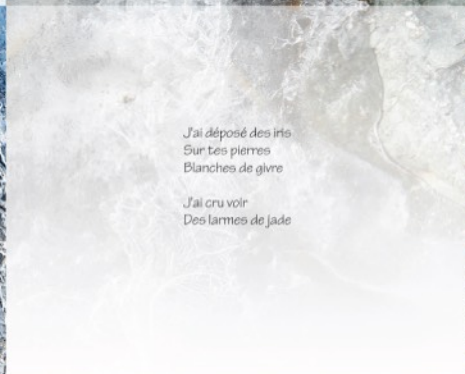 J'ai déposé des iris
Sur tes pierres
Blanches de givre

J'ai cru voir
Des larmes de jade